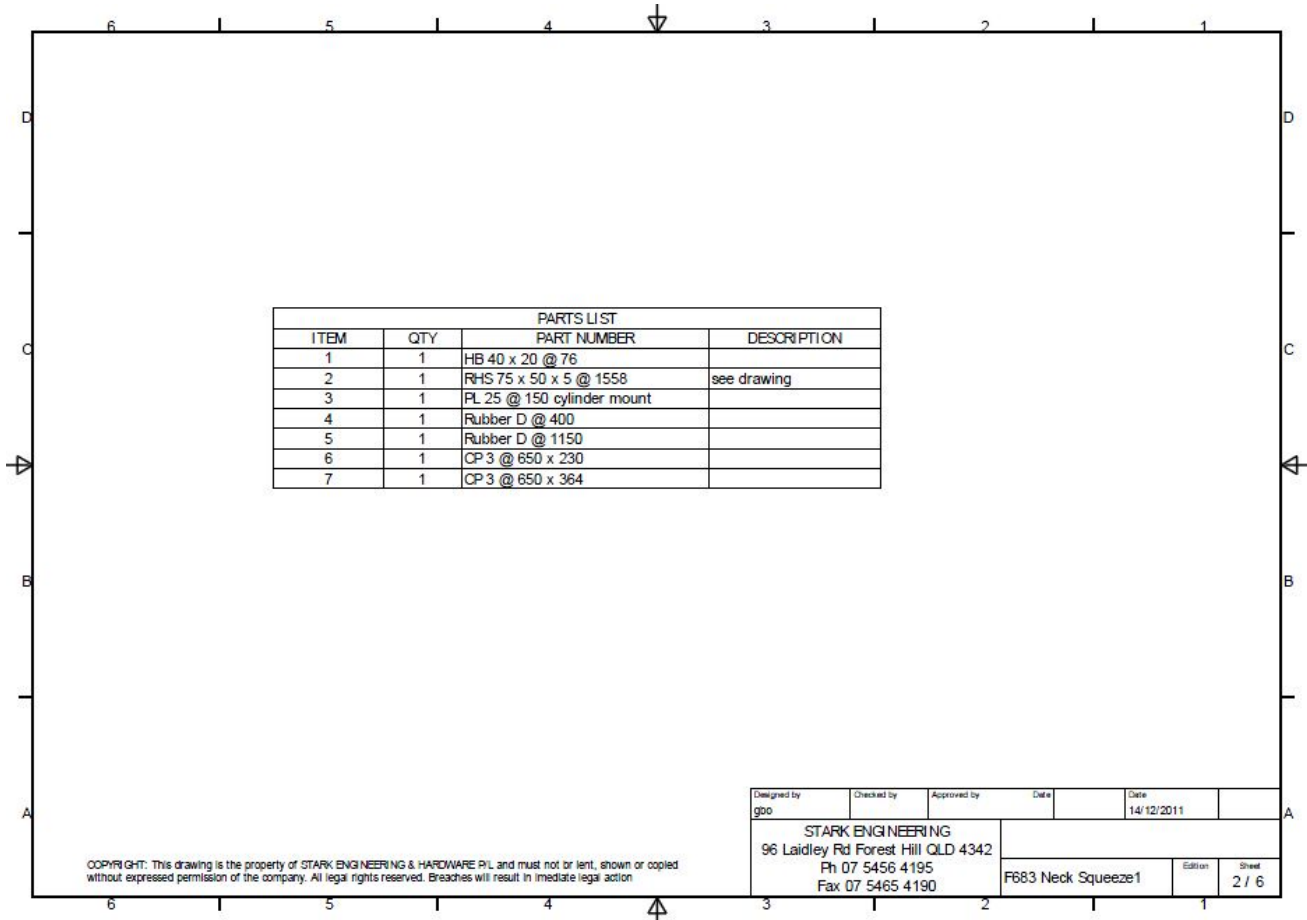 6 5 4 3 2 1
D D
PARTS LIST
ITEM QTY PART NUMBER DESCRIPTION
1 1 HB 40 x 20 @ 76
2 1 RHS 75 x 50 x 5 @ 1558 see drawing
3 1 PL 25 @ 150 cylinder mount
4 1 Rubber D @ 400
5 1 Rubber D @ 1150
6 1 CP 3 @ 650 x 230
7 1 CP 3 @ 650 x 364
C C
B B
A A
Designed by Checked by Approved by Date Date
gbo 14/12/2011
STARK ENGINEERING
96 Laidley Rd Forest Hill QLD 4342
Ph 07 5456 4195
Fax 07 5465 4190
F683 Neck Squeeze1
Edition Sheet
2 / 6
COPYRIGHT: This drawing is the property of STARK ENGINEERING & HARDWARE P/L and must not br lent, shown or copied
without expressed permission of the company. All legal rights reserved. Breaches will result in imediate legal action
6 5 4 3 2 1